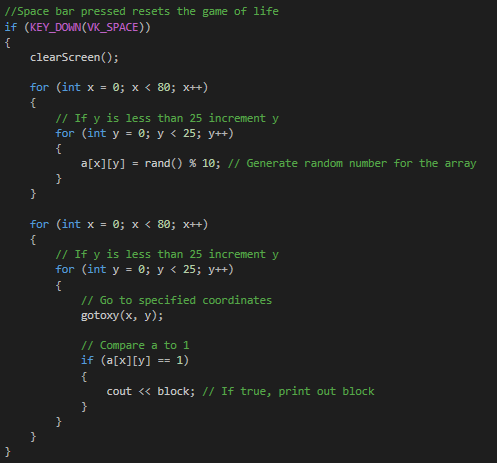 //Space bar pressed resets the game of life
if (KEY_DOWN(VK_SPACE))
{
    clearScreen();

    for (int x = 0; x < 80; x++)
    {
        // If y is less than 25 increment y
        for (int y = 0; y < 25; y++)
        {
            a[x][y] = rand() % 10; // Generate random number for the array
        }
    }

    for (int x = 0; x < 80; x++)
    {
        // If y is less than 25 increment y
        for (int y = 0; y < 25; y++)
        {
            // Go to specified coordinates
            gotoxy(x, y);

            // Compare a to 1
            if (a[x][y] == 1)
            {
                cout << block; // If true, print out block
            }
        }
    }
}